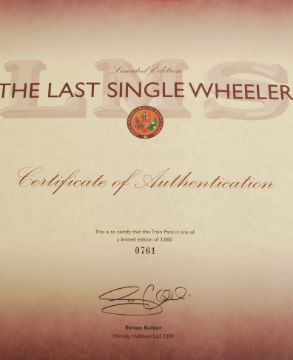 Limited Edition
LMS
THE LAST SINGLE WHEELER
Certificate of Authentication
This is to certify that this Train Pack is one of
a limited edition of 3,000
0761
Simon Kohler
Hornby Hobbies Ltd 2009